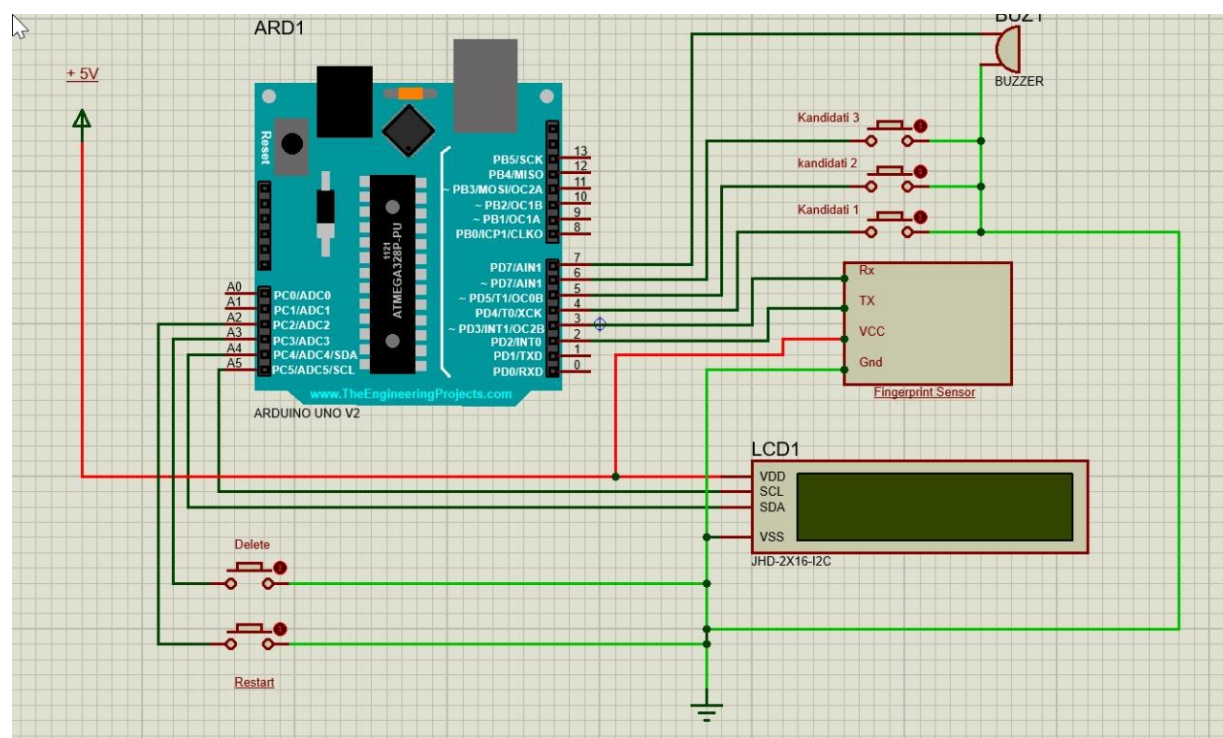 ARD1
BUZ1
+ 5V
BUZZER
Reset
Kandidati 3
kandidati 2
Kandidati 1
PB5/SCK 13
PB4/MISO 12
~ PB3/MOSI/OC2A 11
~ PB2/OC1B 10
~ PB1/OC1A 9
PB0/ICP1/CLKO 8
1121
ATMEGA328P-PU
PD7/AIN1 7
~ PD7/AIN1 6
~ PD5/T1/OC0B 5
PD4/T0/XCK 4
~ PD3/INT1/OC2B 3
PD2/INT0 2
PD1/TXD 1
PD0/RXD 0
A0 PC0/ADC0
A1 PC1/ADC1
A2 PC2/ADC2
A3 PC3/ADC3
A4 PC4/ADC4/SDA
A5 PC5/ADC5/SCL
www.TheEngineeringProjects.com
ARDUINO UNO V2
Rx
TX
VCC
Gnd
Fingerprint Sensor
LCD1
VDD
SCL
SDA
VSS
JHD-2X16-I2C
Delete
Restart